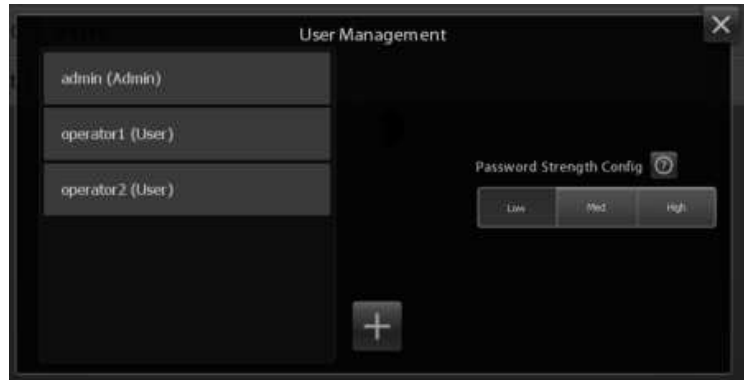 User Management
admin (Admin)
operator1 (User)
operator2 (User)
Password Strength Config ?
Low Med High